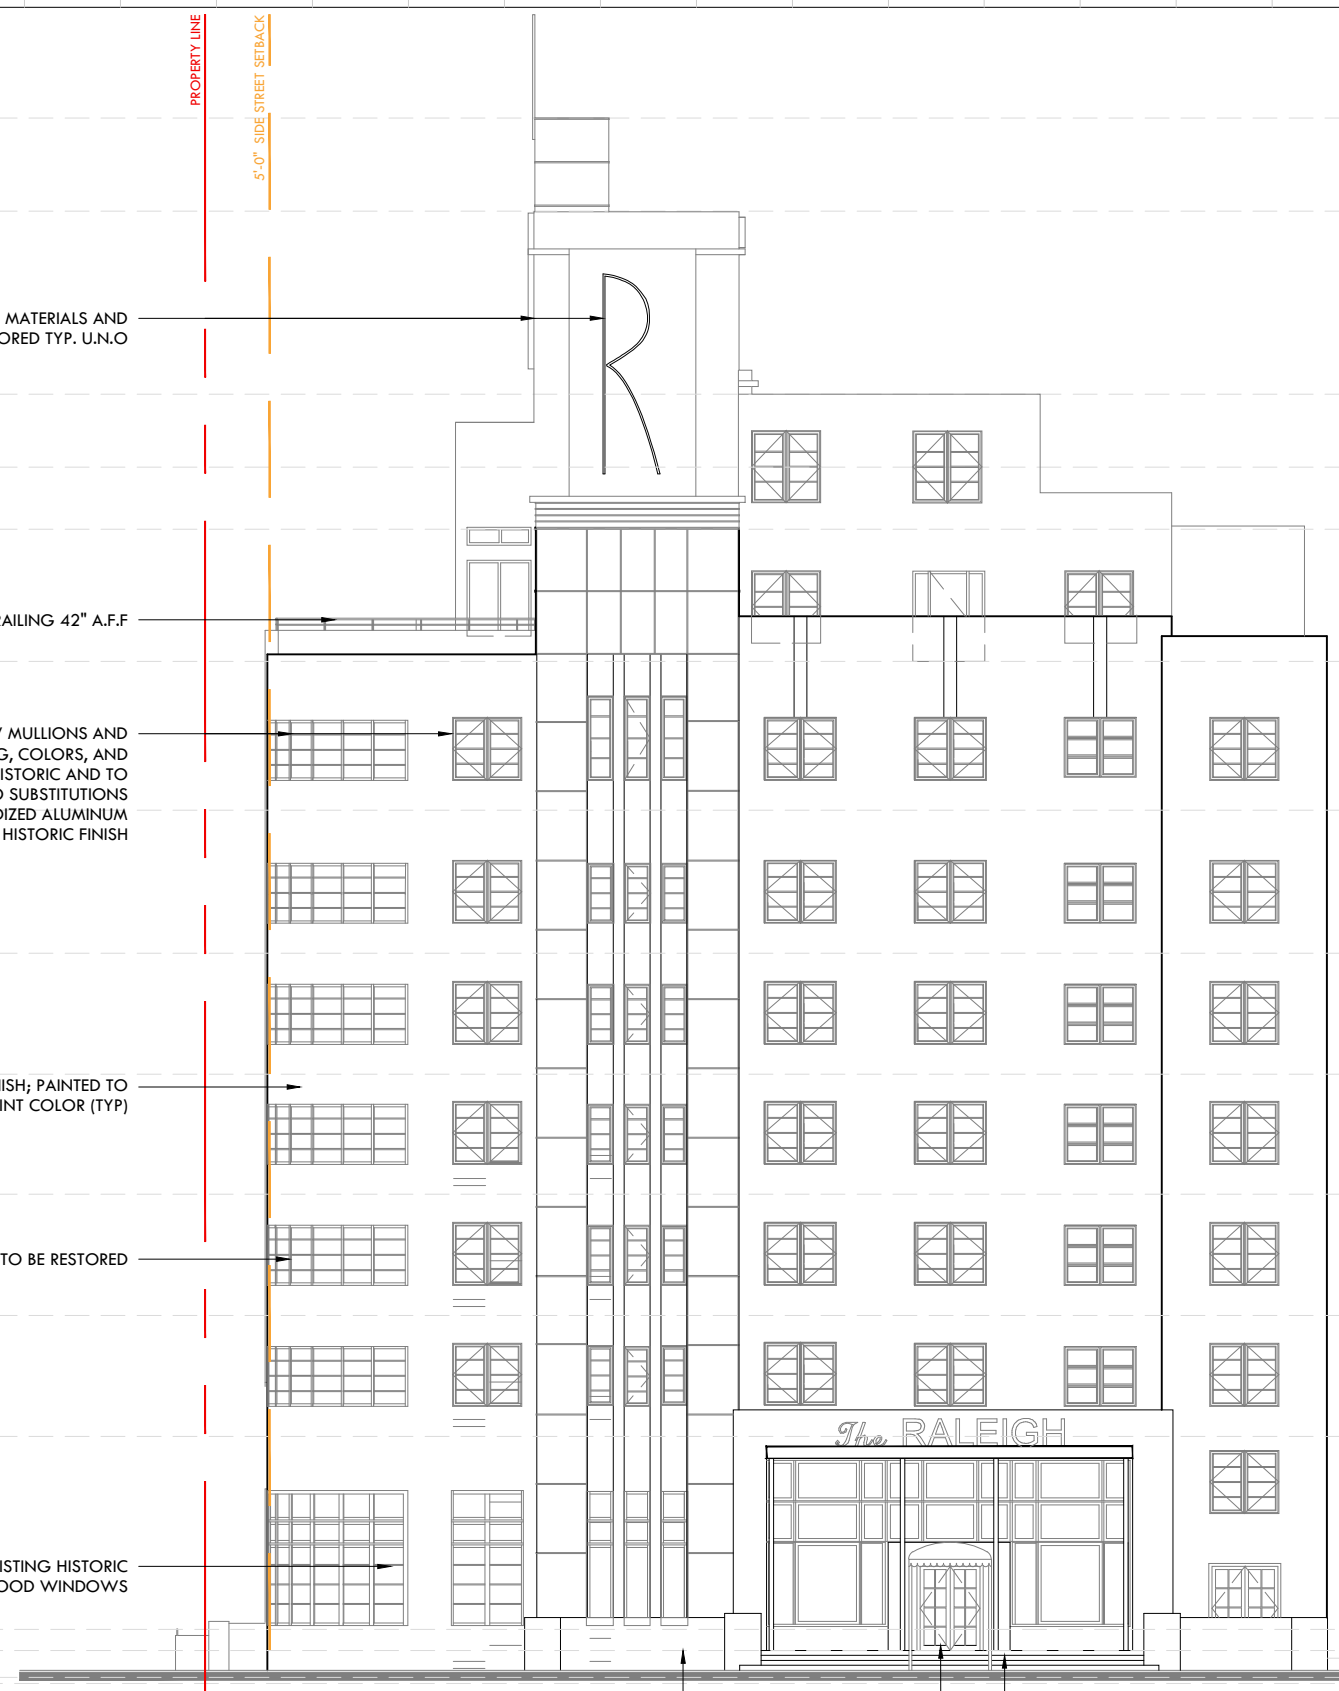 PROPERTY LINE
5'-0" SIDE STREET SETBACK
MATERIALS AND
ORED TYP. U.N.O
R
AILING 42" A.F.F
MULLIONS AND
G, COLORS, AND
ISTORIC AND TO
SUBSTITUTIONS
DIZED ALUMINUM
HISTORIC FINISH
ISH; PAINTED TO
INT COLOR (TYP)
TO BE RESTORED
The RALEIGH
ISTING HISTORIC
OOD WINDOWS